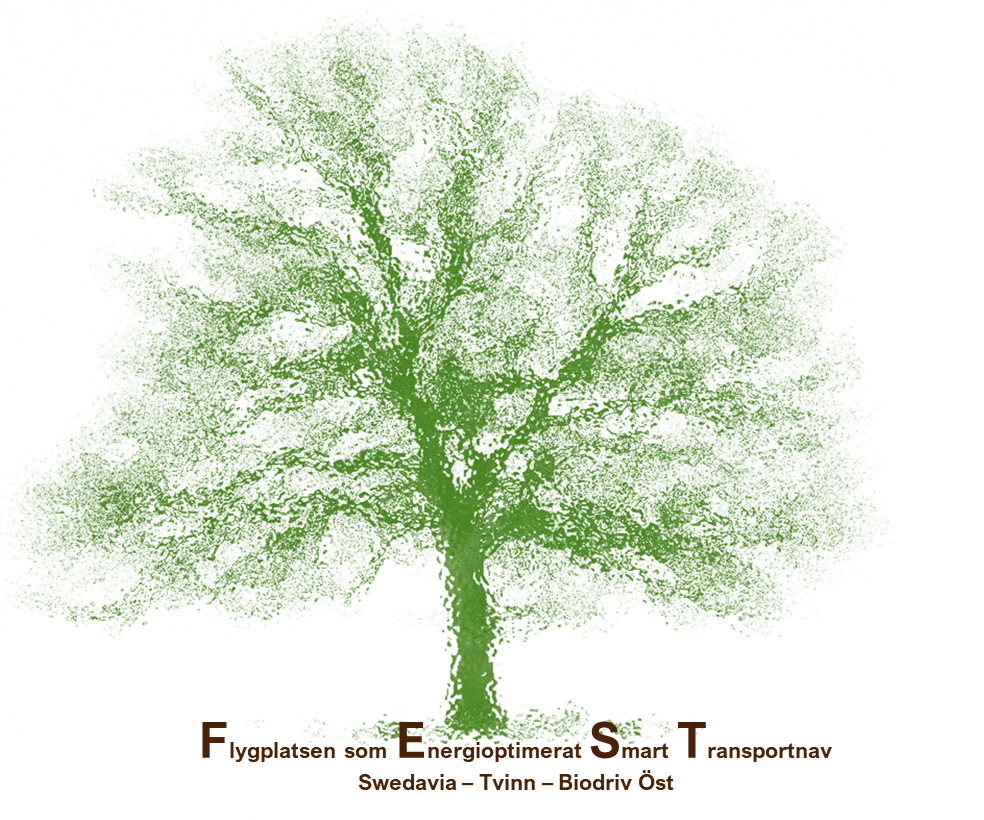 Flygplatsen som Energioptimerat Smart Transportnav
Swedavia – Tvinn – Biodriv Öst